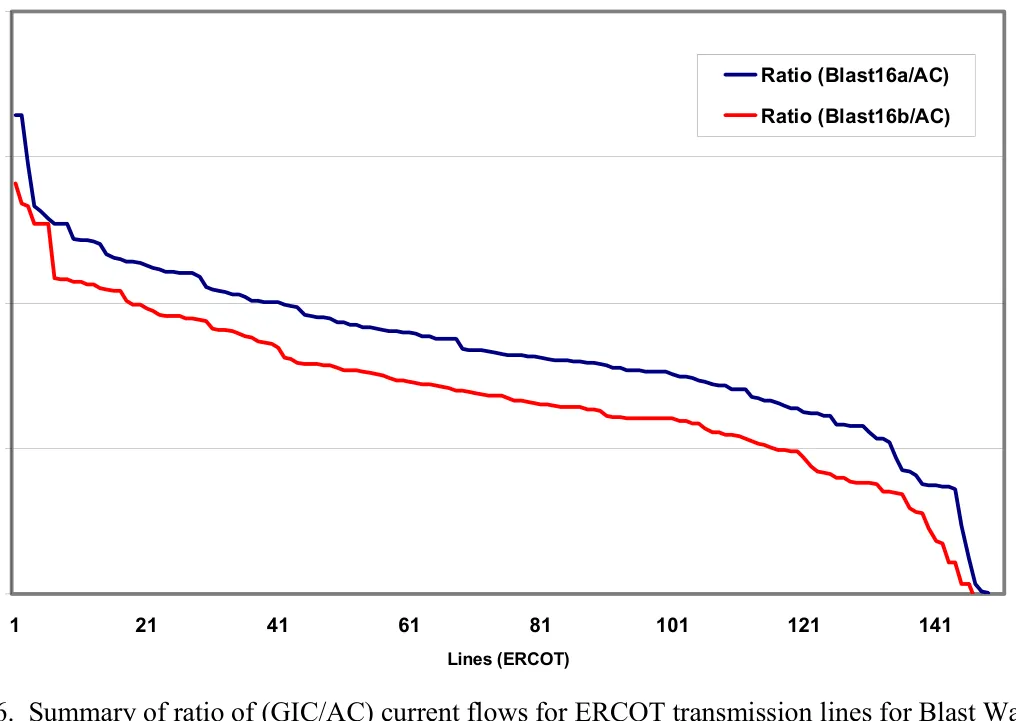 Ratio (Blast16a/AC)
Ratio (Blast16b/AC)
1 21 41 61 81 101 121 141
Lines (ERCOT)
6. Summary of ratio of (GIC/AC) current flows for ERCOT transmission lines for Blast